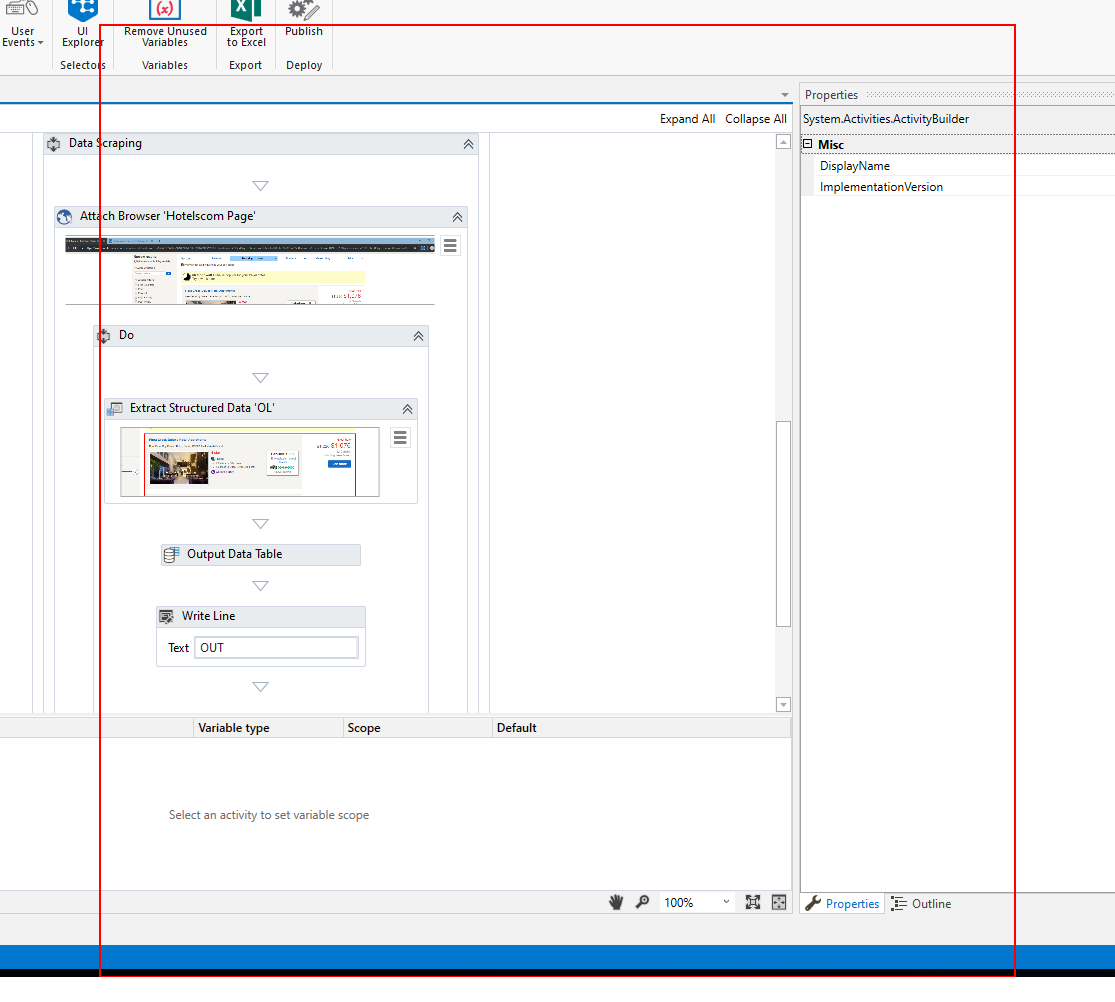 User
Events
UI
Explorer
Selectors
Remove Unused
Variables
Variables
Export
to Excel
Export
Publish
Deploy
Properties
Expand All Collapse All
System.Activities.ActivityBuilder
Data Scraping
Misc
DisplayName
ImplementationVersion
Attach Browser 'Hotelscom Page'
Do
Extract Structured Data 'OL'
Output Data Table
Write Line
Text OUT
Variable type Scope Default
Select an activity to set variable scope
100%
Properties Outline